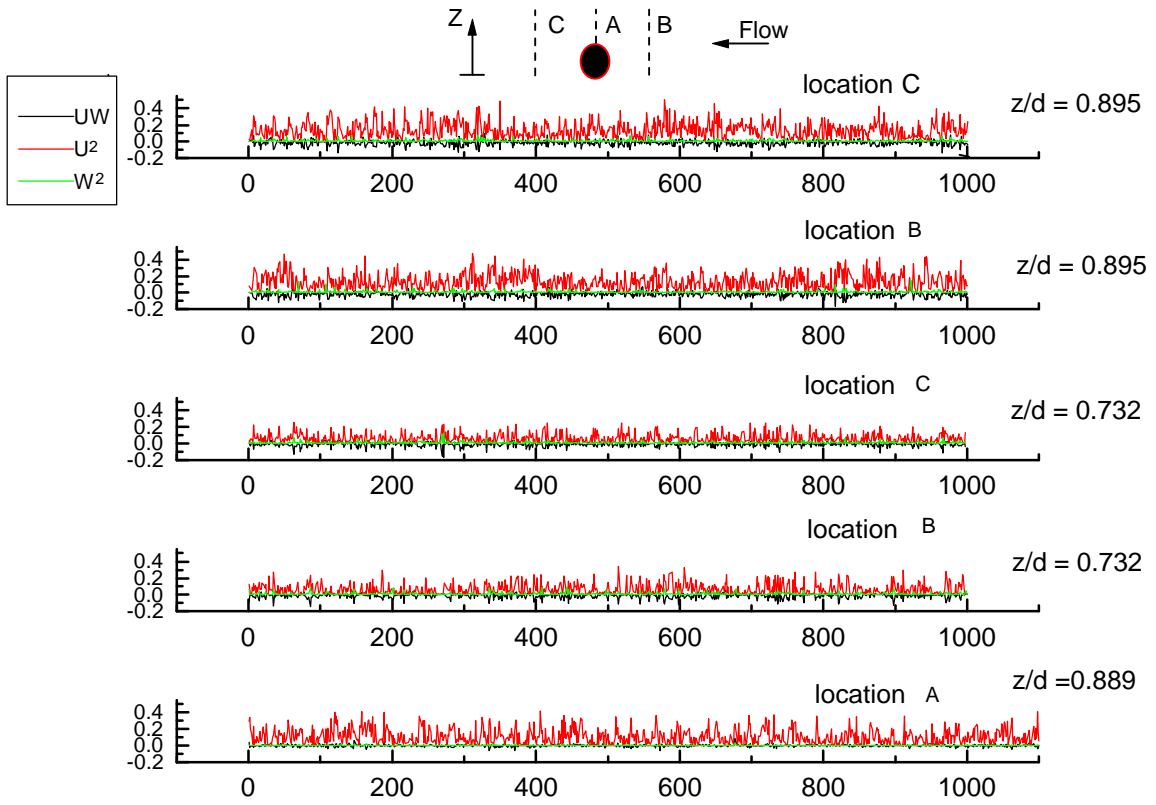 Z C A B Flow
UW
U²
W²
location C
z/d = 0.895
0.4
0.2
0.0
-0.2
0 200 400 600 800 1000
location B
z/d = 0.895
0.4
0.2
0.0
-0.2
0 200 400 600 800 1000
location C
z/d = 0.732
0.4
0.2
0.0
-0.2
0 200 400 600 800 1000
location B
z/d = 0.732
0.4
0.2
0.0
-0.2
0 200 400 600 800 1000
location A
z/d =0.889
0.4
0.2
0.0
-0.2
0 200 400 600 800 1000